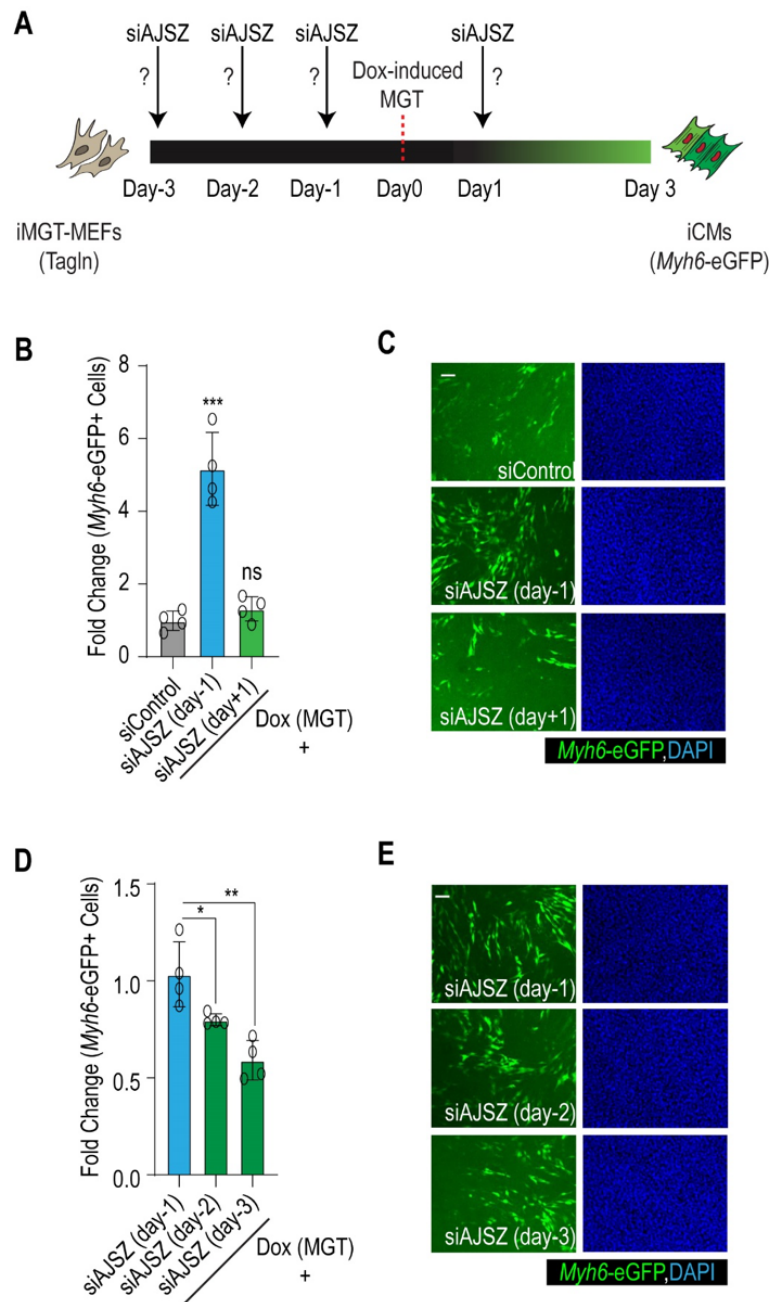 A
siAJSZ siAJSZ siAJSZ siAJSZ
? ? ? ?
Dox-induced
MGT
Day-3 Day-2 Day-1 Day0 Day1 Day 3
iMGT-MEFs
(Tagln)
iCMs
(Myh6-eGFP)
B
Fold Change (Myh6-eGFP+ Cells)
8
6
4
2
0
***
ns
siControl
siAJSZ (day-1)
siAJSZ (day+1)
Dox (MGT)
+
C
siControl
siAJSZ (day-1)
siAJSZ (day+1)
Myh6-eGFP,DAPI
D
Fold Change (Myh6-eGFP+ Cells)
1.5
1.0
0.5
0.0
**
*
siAJSZ (day-1)
siAJSZ (day-2)
siAJSZ (day-3)
Dox (MGT)
+
E
siAJSZ (day-1)
siAJSZ (day-2)
siAJSZ (day-3)
Myh6-eGFP,DAPI